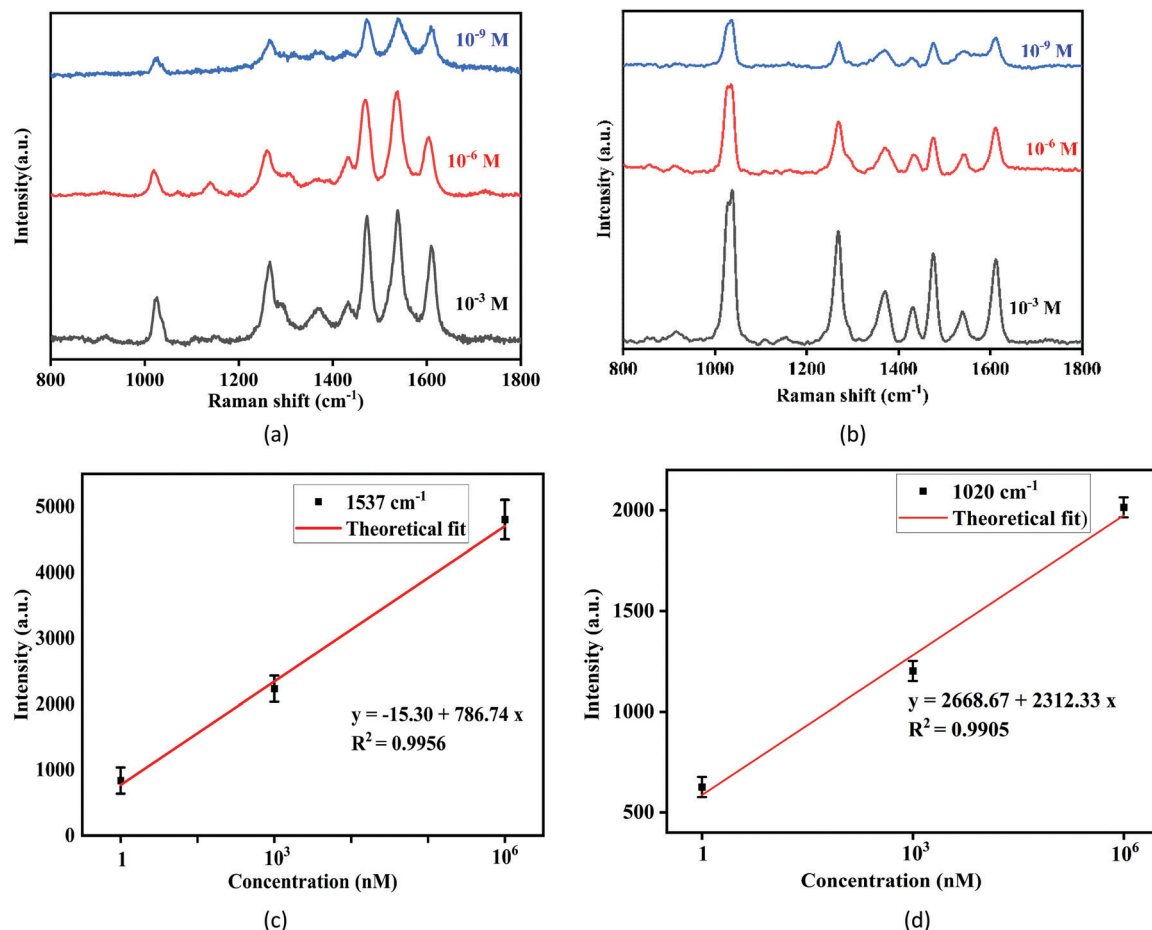 10⁻⁹ M
10⁻⁶ M
10⁻³ M
Intensity(a.u.)
800 1000 1200 1400 1600 1800
Raman shift (cm⁻¹)
(a)
10⁻⁹ M
10⁻⁶ M
10⁻³ M
Intensity (a.u.)
800 1000 1200 1400 1600 1800
Raman shift (cm⁻¹)
(b)
1537 cm⁻¹
Theoretical fit
5000
4000
3000
2000
1000
0
Intensity (a.u.)
y = -15.30 + 786.74 x
R² = 0.9956
1 10³ 10⁶
Concentration (nM)
(c)
1020 cm⁻¹
Theoretical fit)
2000
1500
1000
500
Intensity (a.u.)
y = 2668.67 + 2312.33 x
R² = 0.9905
1 10³ 10⁶
Concentration (nM)
(d)